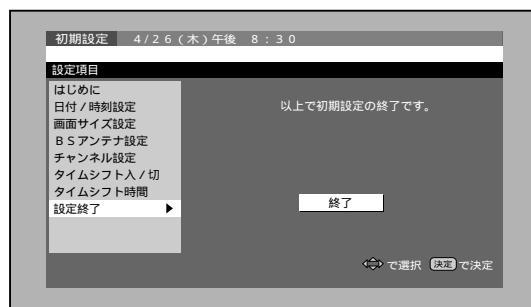 初期設定 4/26(木)午後 8:30
設定項目
はじめに
日付/時刻設定
画面サイズ設定
BSアンテナ設定
チャンネル設定
タイムシフト入/切
タイムシフト時間
設定終了
以上で初期設定の終了です。
終了
で選択 決定 で決定